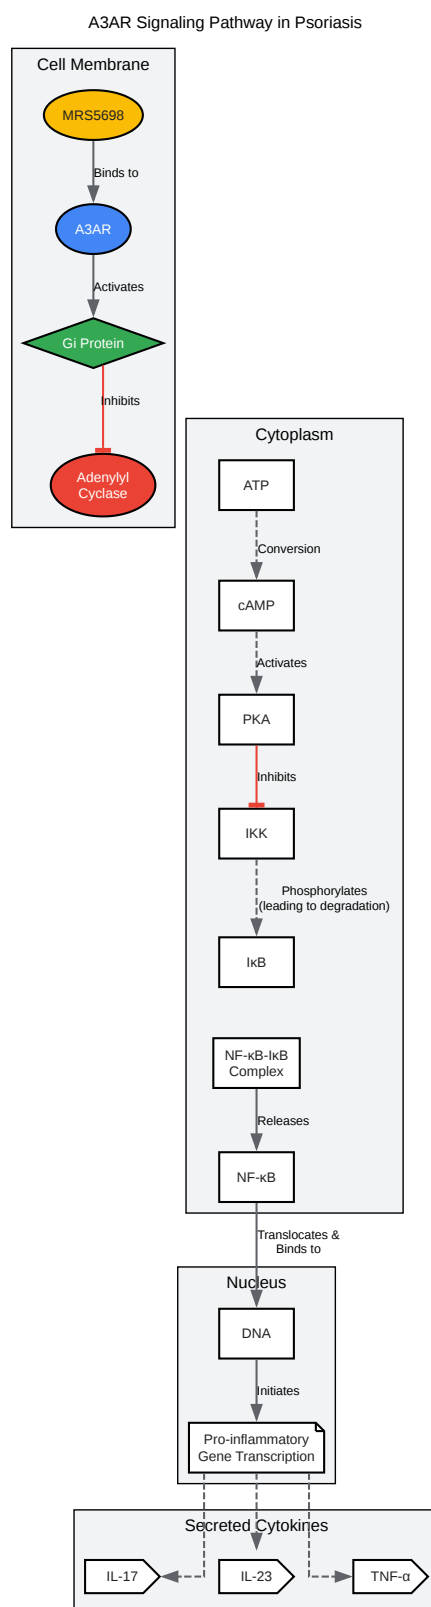 A3AR Signaling Pathway in Psoriasis
Cell Membrane
MRS5698
Binds to
A3AR
Activates
Gi Protein
Inhibits
Adenylyl
Cyclase
Cytoplasm
ATP
Conversion
cAMP
Activates
PKA
Inhibits
IKK
Phosphorylates
(leading to degradation)
IκB
NF-κB-IκB
Complex
Releases
NF-κB
Translocates &
Binds to
Nucleus
DNA
Initiates
Pro-inflammatory
Gene Transcription
Secreted Cytokines
IL-17
IL-23
TNF-α